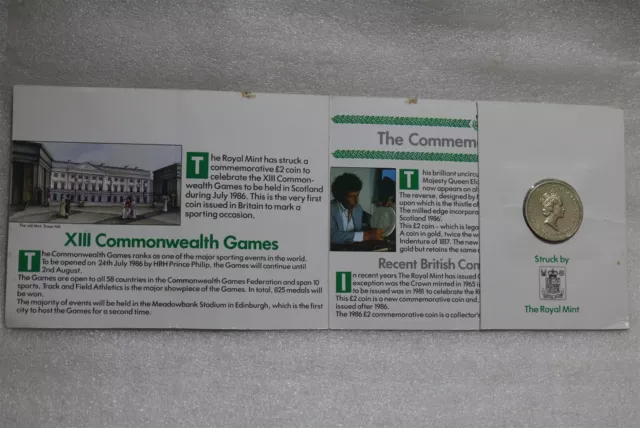 The Royal Mint has struck a
commemorative £2 coin to
celebrate the XIII Common-
wealth Games to be held in Scotland
during July 1986. This is the very first
coin issued in Britain to mark a
sporting occasion.
XIII Commonwealth Games
The Commonwealth Games ranks as one of the major sporting events in the world.
To be opened on 24th July 1986 by HRH Prince Philip, the Games will continue until
2nd August.
The Games are open to all 58 countries in the Commonwealth Games Federation and span 10
sports. Track and Field Athletics is the major showpiece of the Games. In total, 825 medals will
be won.
The majority of events will be held in the Meadowbank Stadium in Edinburgh, which is the first
city to host the Games for a second time.
The Commem
This brilliant uncircu
Majesty Queen Eli
now appears on al
The reverse, designed by
upon which is the thistle of
The milled edge incorpora
Scotland 1986'.
This £2 coin – which is lega
A coin in gold, twice the w
Indenture of 1817. The new
gold but retains the same
Recent British Com
In recent years The Royal Mint has issued
exception was the Crown minted in 1965
to be issued was in 1981 to celebrate the R
This £2 coin is a new commemorative coin and
issued after 1986.
The 1986 £2 commemorative coin is a collector's
Struck by
The Royal Mint